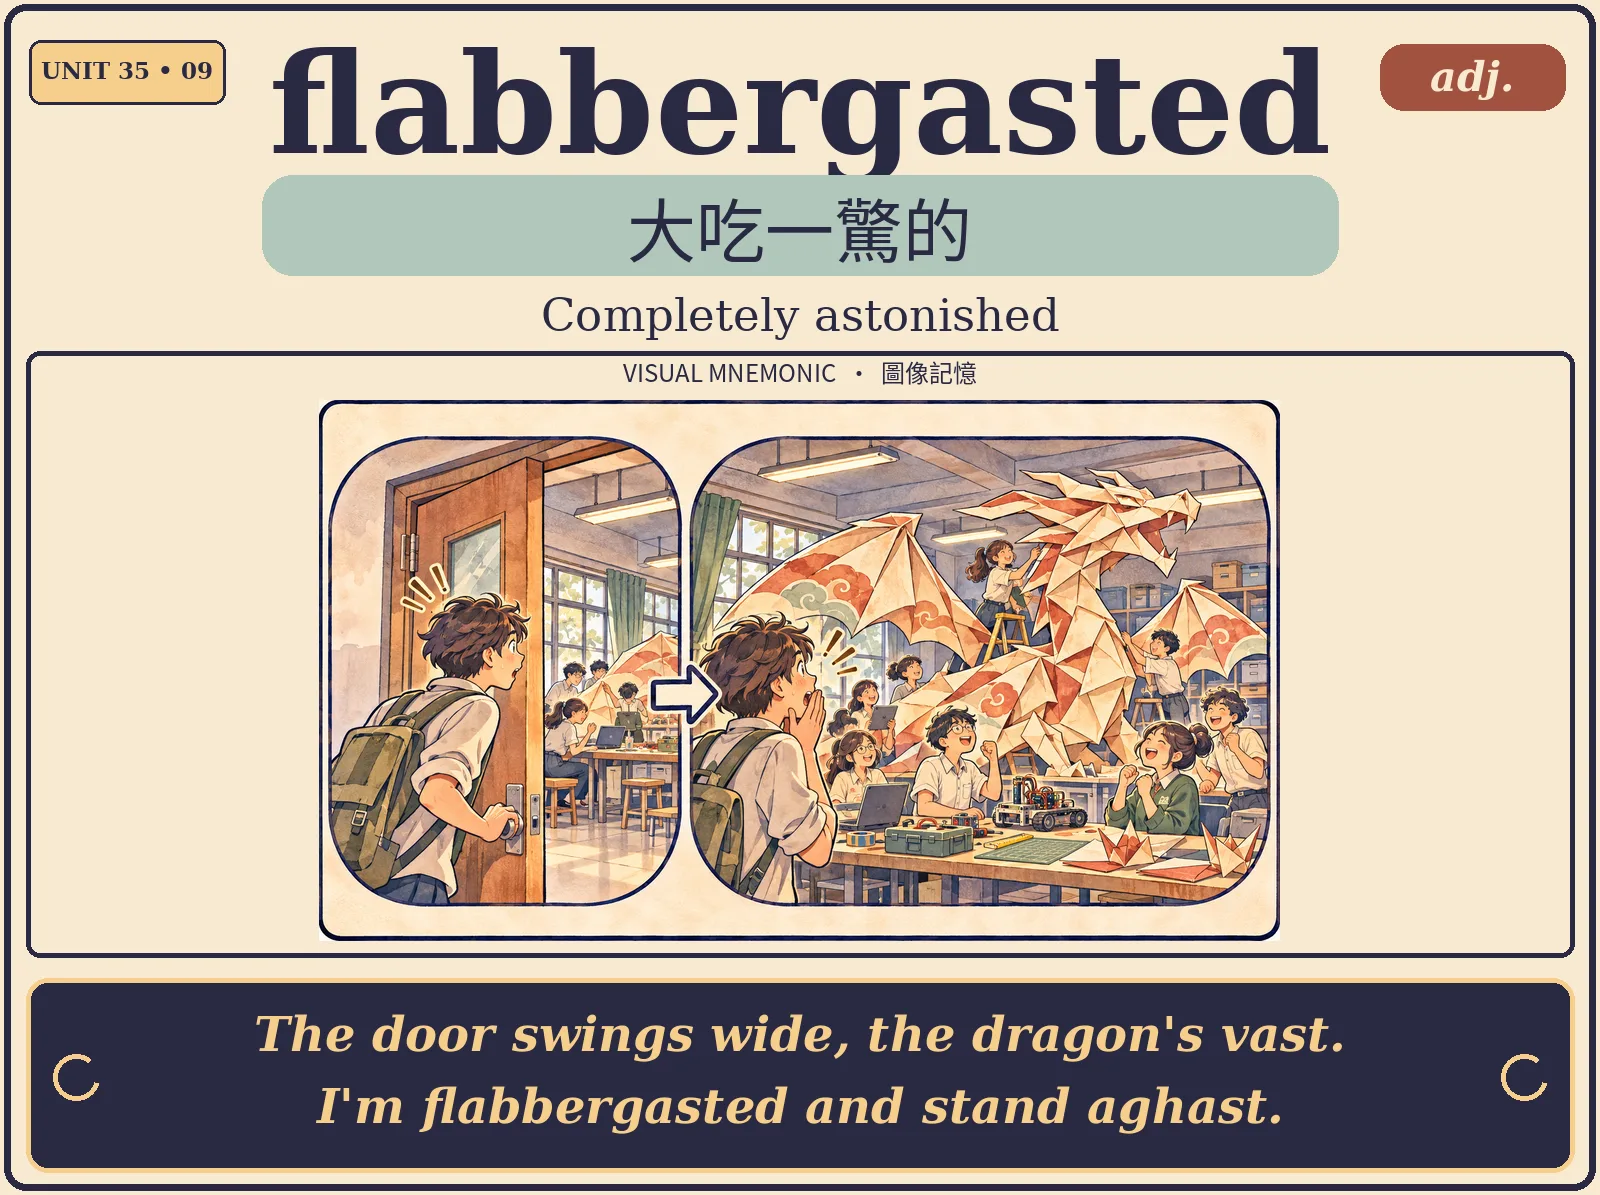 UNIT 35 • 09
flabbergasted
adj.
大吃一驚的
Completely astonished
VISUAL MNEMONIC • 圖像記憶
The door swings wide, the dragon's vast.
I'm flabbergasted and stand aghast.